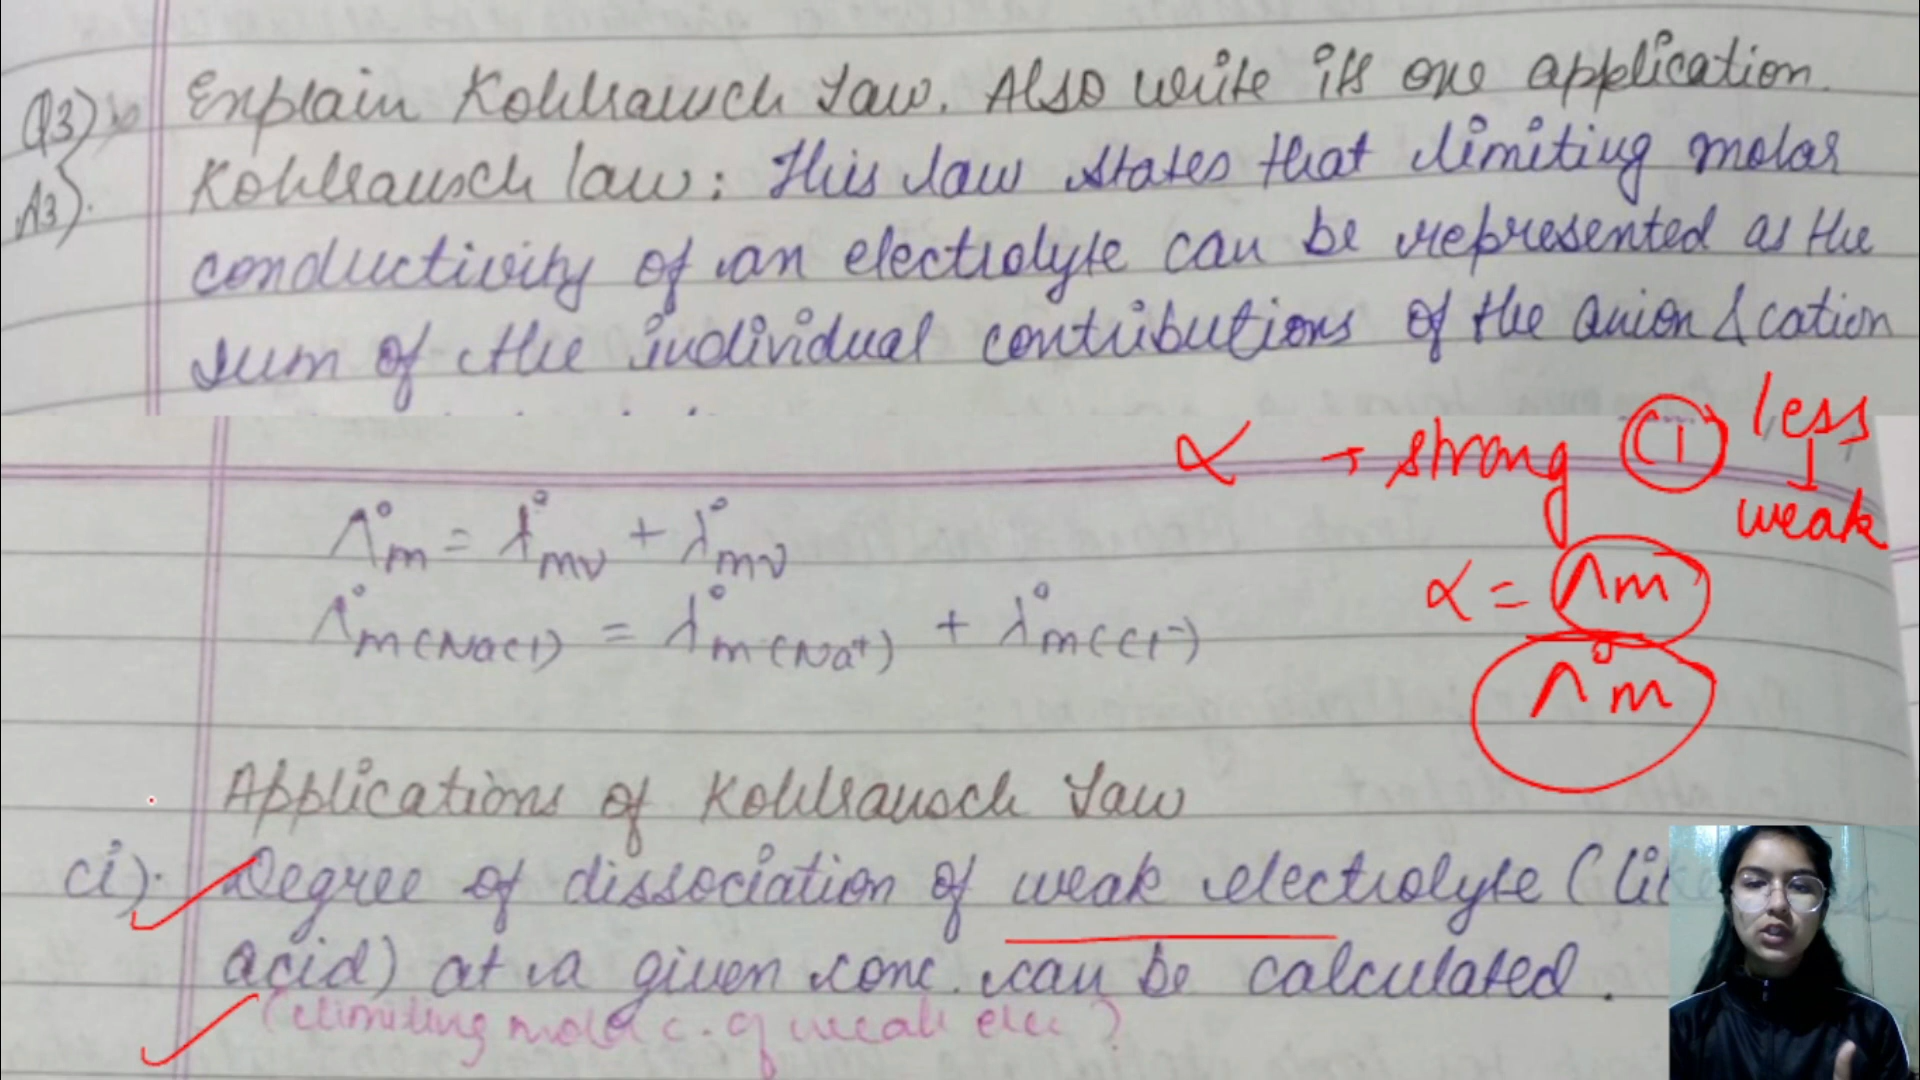 Q3) Explain Kohlrausch Law. Also write its one application.
A3). Kohlrausch law: This law states that limiting molar
conductivity of an electrolyte can be represented as the
sum of the individual contributions of the anion & cation
α → strong (1) less
weak
Λ°m = λ°mν + λ°mν
α = Λm
Λ°m
Λ°m(NaCl) = λ°m(Na+) + λ°m(Cl-)
Applications of Kohlrausch Law
(i). Degree of dissociation of weak electrolyte (
acid) at a given conc. can be calculated.
(limiting molar c. of weak elec)